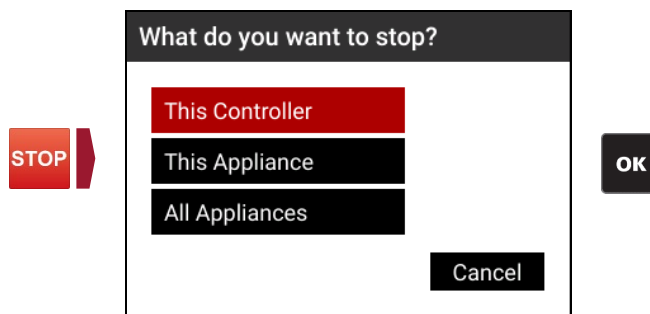 What do you want to stop?
This Controller
STOP
This Appliance
OK
All Appliances
Cancel